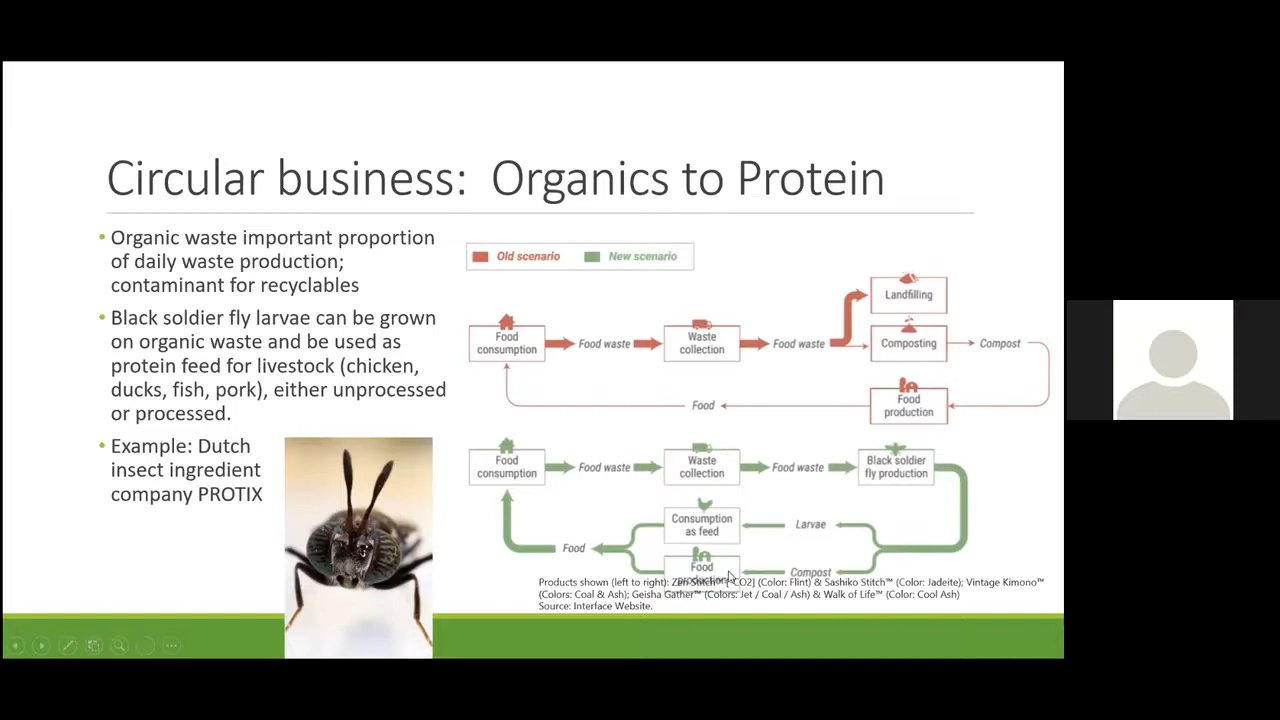 Circular business: Organics to Protein
• Organic waste important proportion
of daily waste production;
contaminant for recyclables
• Black soldier fly larvae can be grown
on organic waste and be used as
protein feed for livestock (chicken,
ducks, fish, pork), either unprocessed
or processed.
• Example: Dutch
insect ingredient
company PROTIX
Old scenario New scenario
Landfilling
Food
consumption
Food waste
Waste
collection
Food waste
Composting
Compost
Food
Food
production
Food
consumption
Food waste
Waste
collection
Food waste
Black soldier
fly production
Consumption
as feed
Larvae
Food
Food
production
Compost
Products shown (left to right): Zen Stitch™ [*CO2] (Color: Flint) & Sashiko Stitch™ (Color: Jadeite); Vintage Kimono™
(Colors: Coal & Ash); Geisha Gather™ (Colors: Jet / Coal / Ash) & Walk of Life™ (Color: Cool Ash)
Source: Interface Website.